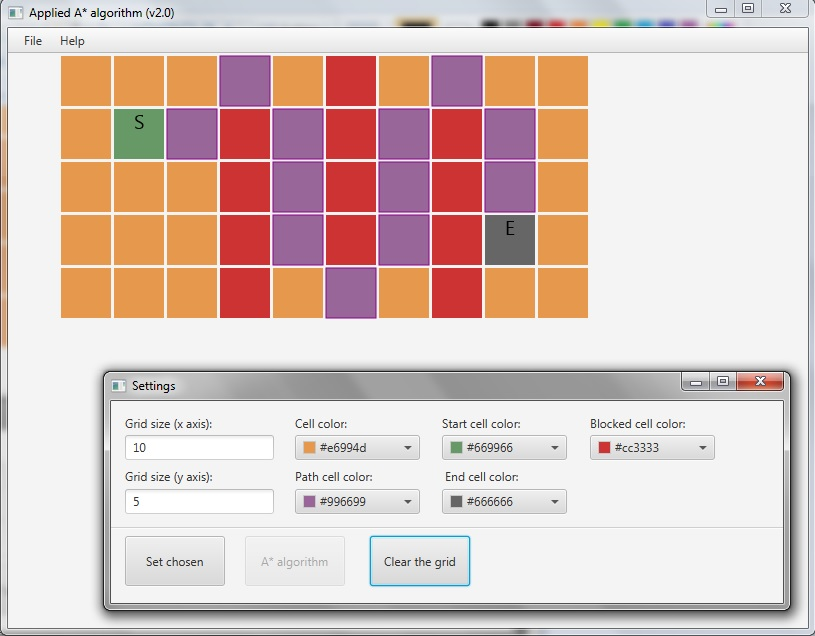 Applied A* algorithm (v2.0)
File Help
S
E
Settings
Grid size (x axis): Cell color: Start cell color: Blocked cell color:
10 #e6994d #669966 #cc3333
Grid size (y axis): Path cell color: End cell color:
5 #996699 #666666
Set chosen A* algorithm Clear the grid